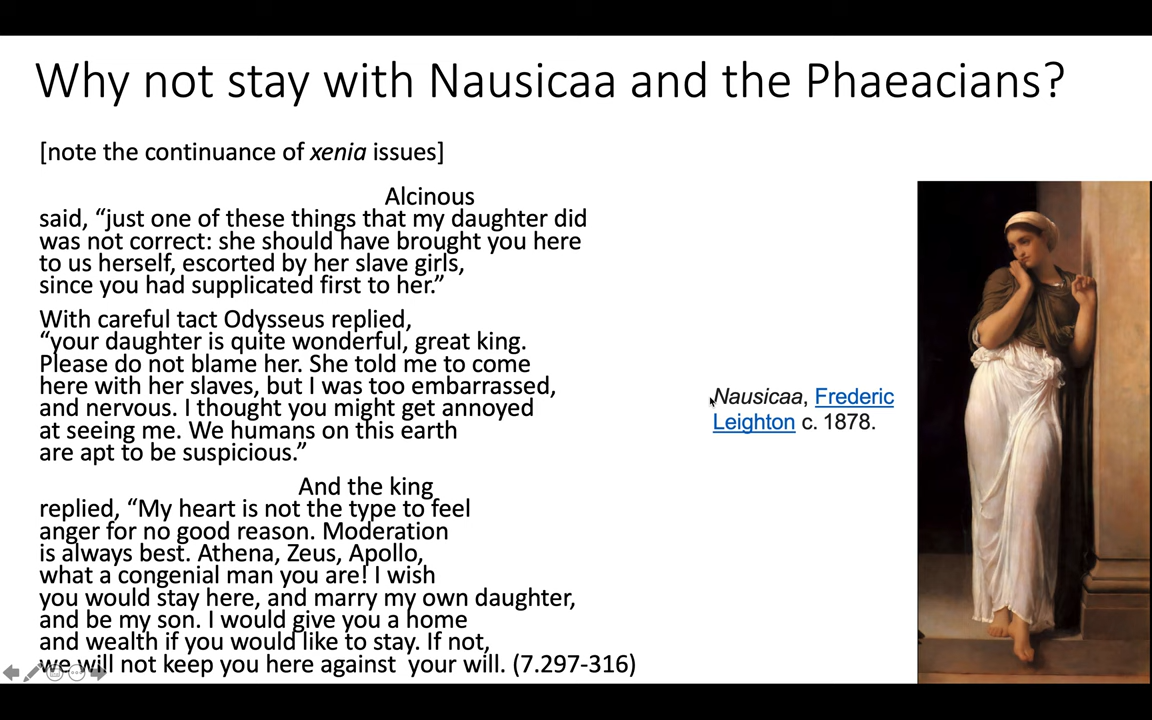 Why not stay with Nausicaa and the Phaeacians?
[note the continuance of xenia issues]
Alcinous
said, “just one of these things that my daughter did
was not correct: she should have brought you here
to us herself, escorted by her slave girls,
since you had supplicated first to her.”
With careful tact Odysseus replied,
“your daughter is quite wonderful, great king.
Please do not blame her. She told me to come
here with her slaves, but I was too embarrassed,
and nervous. I thought you might get annoyed
at seeing me. We humans on this earth
are apt to be suspicious.”
And the king
replied, “My heart is not the type to feel
anger for no good reason. Moderation
is always best. Athena, Zeus, Apollo,
what a congenial man you are! I wish
you would stay here, and marry my own daughter,
and be my son. I would give you a home
and wealth if you would like to stay. If not,
we will not keep you here against  your will. (7.297-316)
Nausicaa, Frederic
Leighton c. 1878.